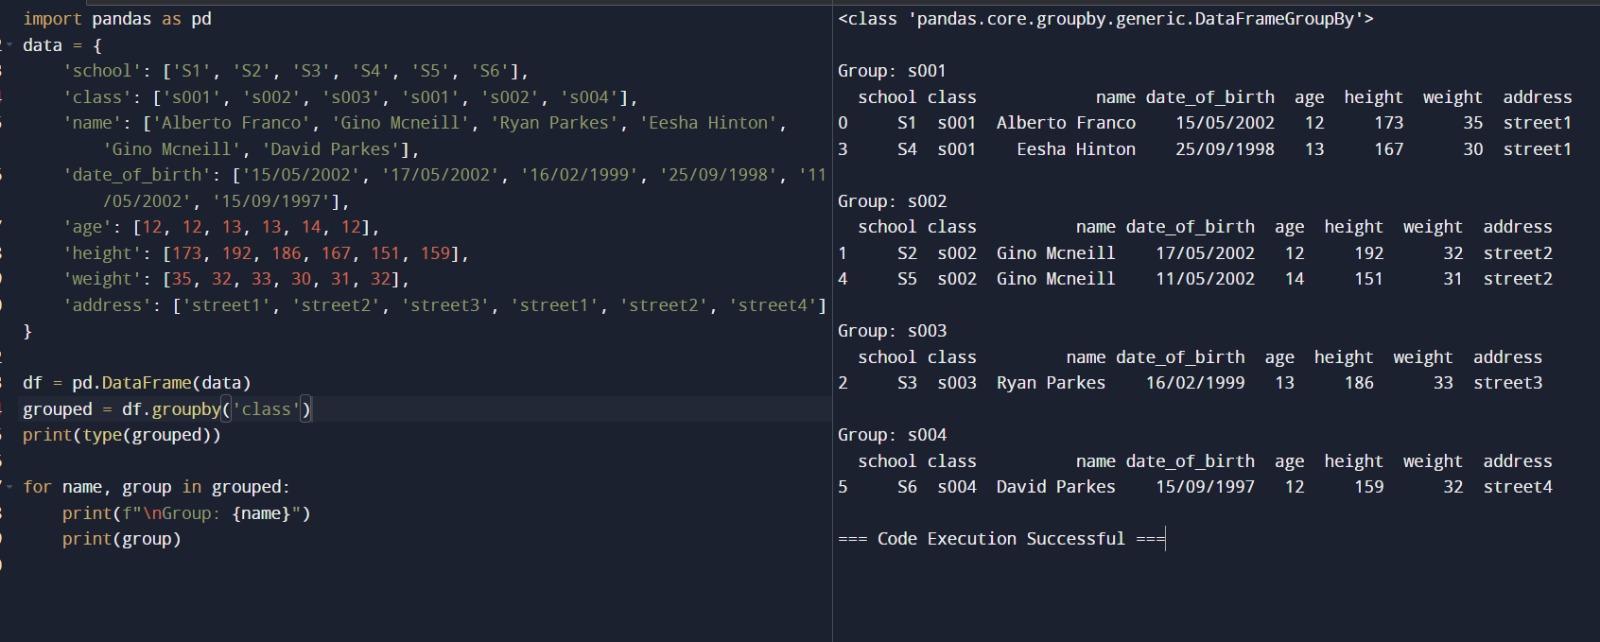 import pandas as pd
data = {
    'school': ['S1', 'S2', 'S3', 'S4', 'S5', 'S6'],
    'class': ['s001', 's002', 's003', 's001', 's002', 's004'],
    'name': ['Alberto Franco', 'Gino Mcneill', 'Ryan Parkes', 'Eesha Hinton',
        'Gino Mcneill', 'David Parkes'],
    'date_of_birth': ['15/05/2002', '17/05/2002', '16/02/1999', '25/09/1998', '11
        /05/2002', '15/09/1997'],
    'age': [12, 12, 13, 13, 14, 12],
    'height': [173, 192, 186, 167, 151, 159],
    'weight': [35, 32, 33, 30, 31, 32],
    'address': ['street1', 'street2', 'street3', 'street1', 'street2', 'street4']
}
df = pd.DataFrame(data)
grouped = df.groupby('class')
print(type(grouped))
for name, group in grouped:
    print(f"\nGroup: {name}")
    print(group)
<class 'pandas.core.groupby.generic.DataFrameGroupBy'>
Group: s001
  school class            name date_of_birth  age  height  weight  address
0     S1  s001  Alberto Franco    15/05/2002   12     173      35  street1
3     S4  s001    Eesha Hinton    25/09/1998   13     167      30  street1
Group: s002
  school class          name date_of_birth  age  height  weight  address
1     S2  s002  Gino Mcneill    17/05/2002   12     192      32  street2
4     S5  s002  Gino Mcneill    11/05/2002   14     151      31  street2
Group: s003
  school class         name date_of_birth  age  height  weight  address
2     S3  s003  Ryan Parkes    16/02/1999   13     186      33  street3
Group: s004
  school class          name date_of_birth  age  height  weight  address
5     S6  s004  David Parkes    15/09/1997   12     159      32  street4
=== Code Execution Successful ===